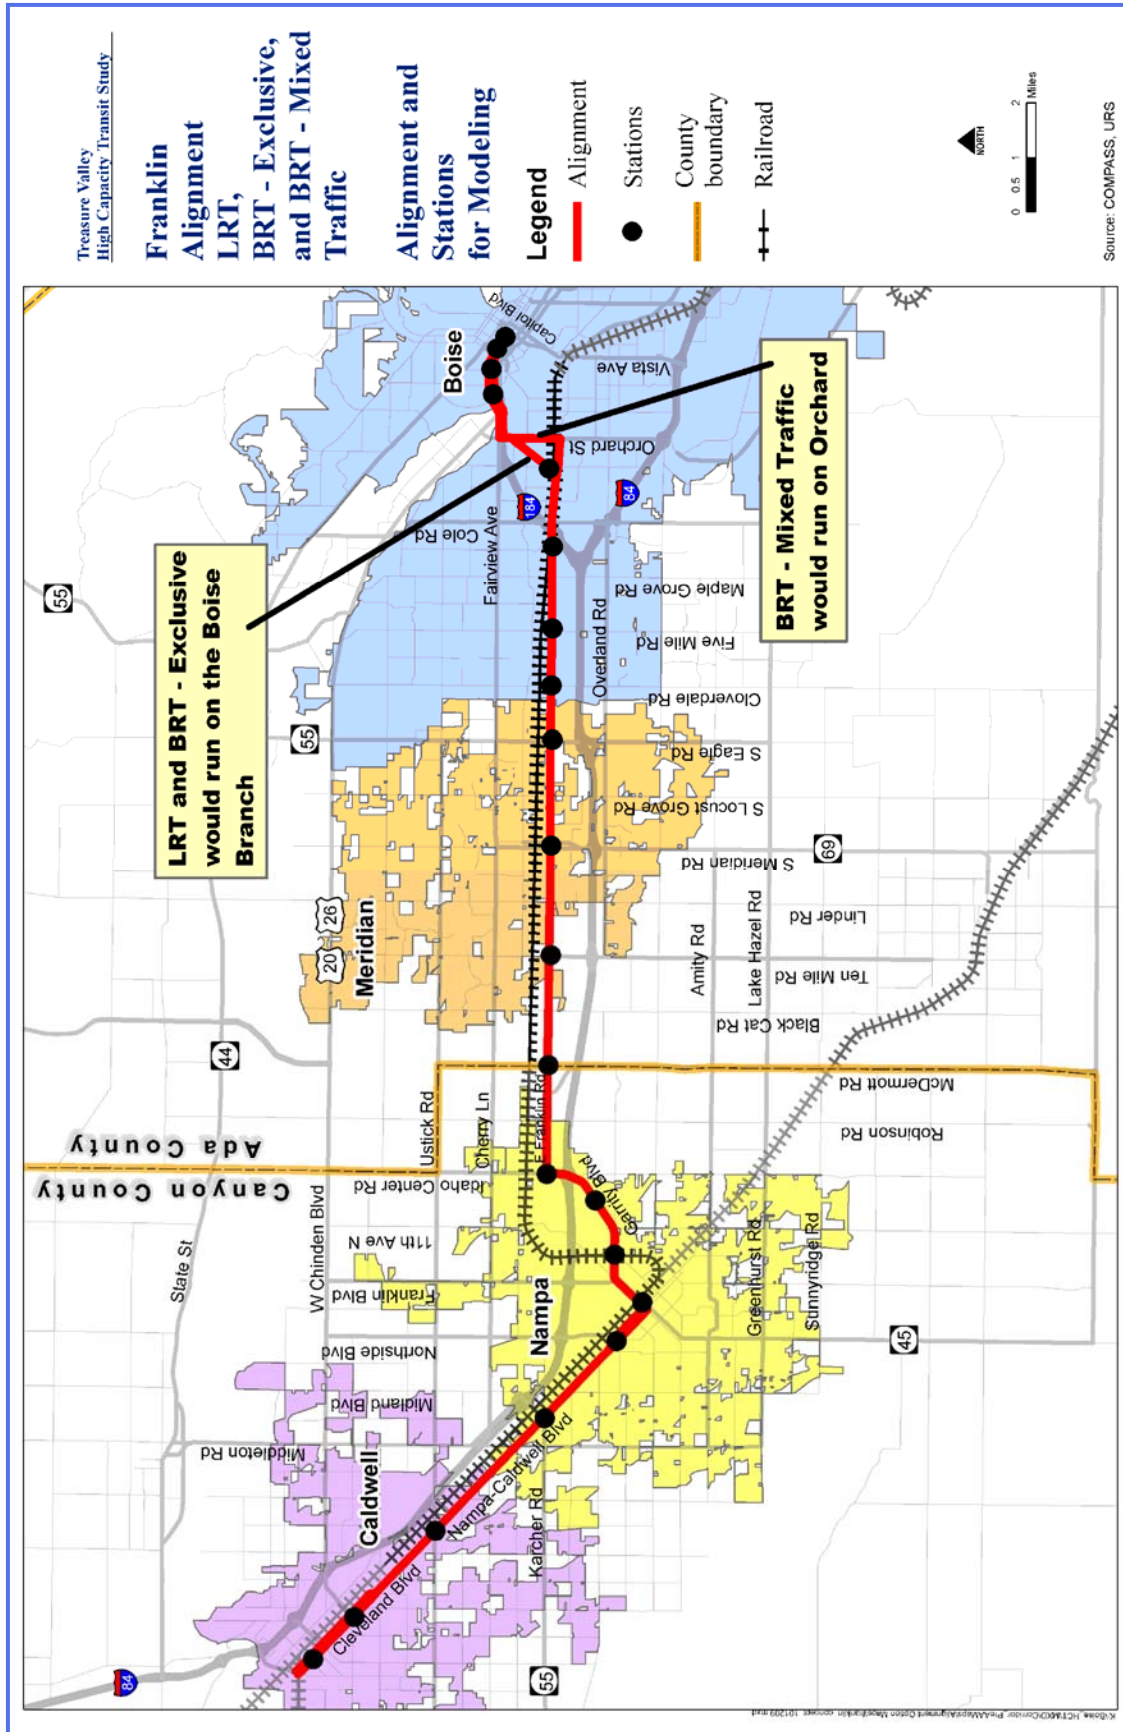 Treasure Valley
High Capacity Transit Study
Franklin
Alignment
LRT,
BRT - Exclusive,
and BRT - Mixed
Traffic
Alignment and
Stations
for Modeling
Legend
Alignment
Stations
County
boundary
Railroad
NORTH
0 0.5 1 2
Miles
Source: COMPASS, URS
LRT and BRT - Exclusive
would run on the Boise
Branch
BRT - Mixed Traffic
would run on Orchard
Boise
Meridian
Nampa
Caldwell
Canyon County
Ada County
Capitol Blvd
Vista Ave
Orchard St
184
84
Cole Rd
Fairview Ave
Maple Grove Rd
Five Mile Rd
Overland Rd
Cloverdale Rd
S Eagle Rd
S Locust Grove Rd
S Meridian Rd
69
Linder Rd
Lake Hazel Rd
Amity Rd
Ten Mile Rd
Black Cat Rd
McDermott Rd
Robinson Rd
55
55
26
20
44
Ustick Rd
Cherry Ln
E Franklin Rd
Idaho Center Rd
Garrity Blvd
11th Ave N
W Chinden Blvd
State St
Franklin Blvd
Northside Blvd
Midland Blvd
Middleton Rd
Greenhurst Rd
Sunnyridge Rd
45
Nampa-Caldwell Blvd
Karcher Rd
Cleveland Blvd
55
84